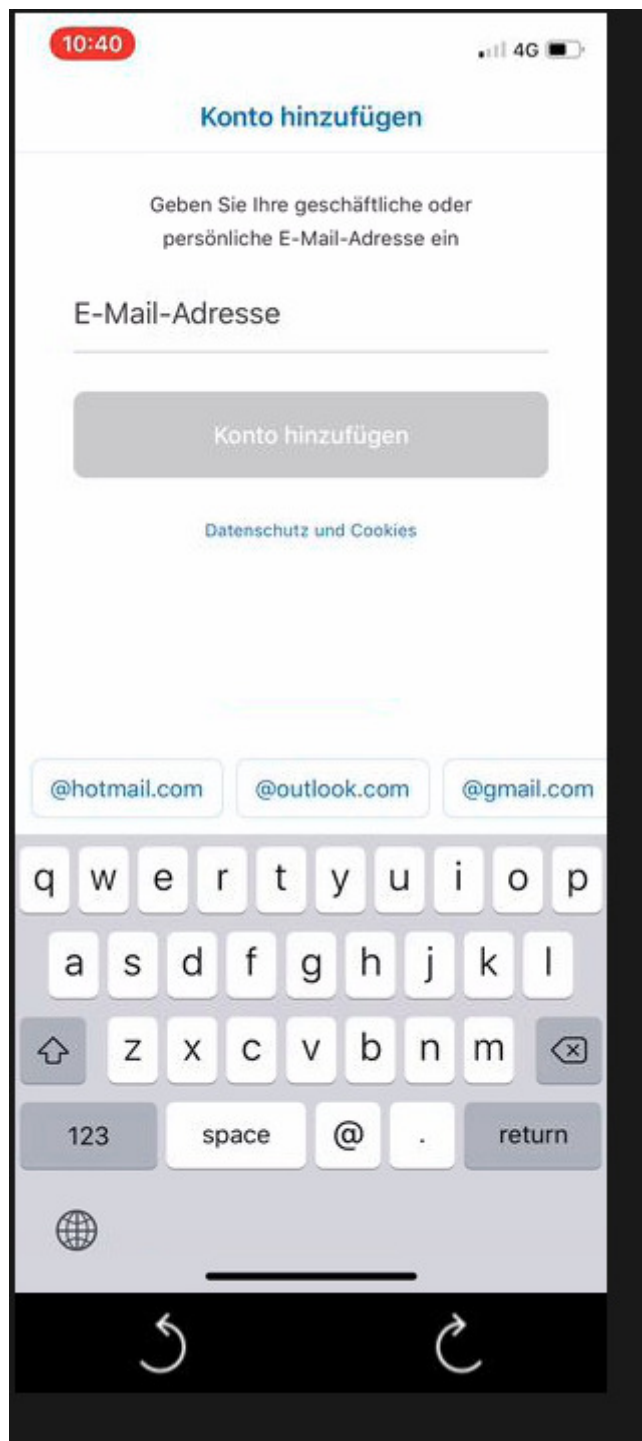 10:40 4G
Konto hinzufügen
Geben Sie Ihre geschäftliche oder
persönliche E-Mail-Adresse ein
E-Mail-Adresse
Konto hinzufügen
Datenschutz und Cookies
@hotmail.com @outlook.com @gmail.com
q w e r t y u i o p
a s d f g h j k l
z x c v b n m
123 space @ . return